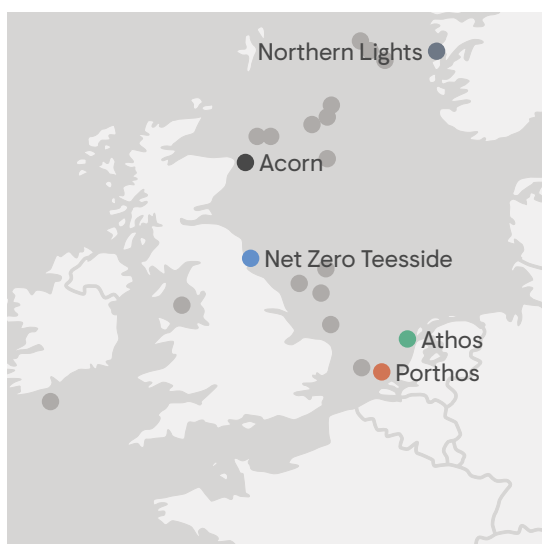 Northern Lights
Acorn
Net Zero Teesside
Athos
Porthos